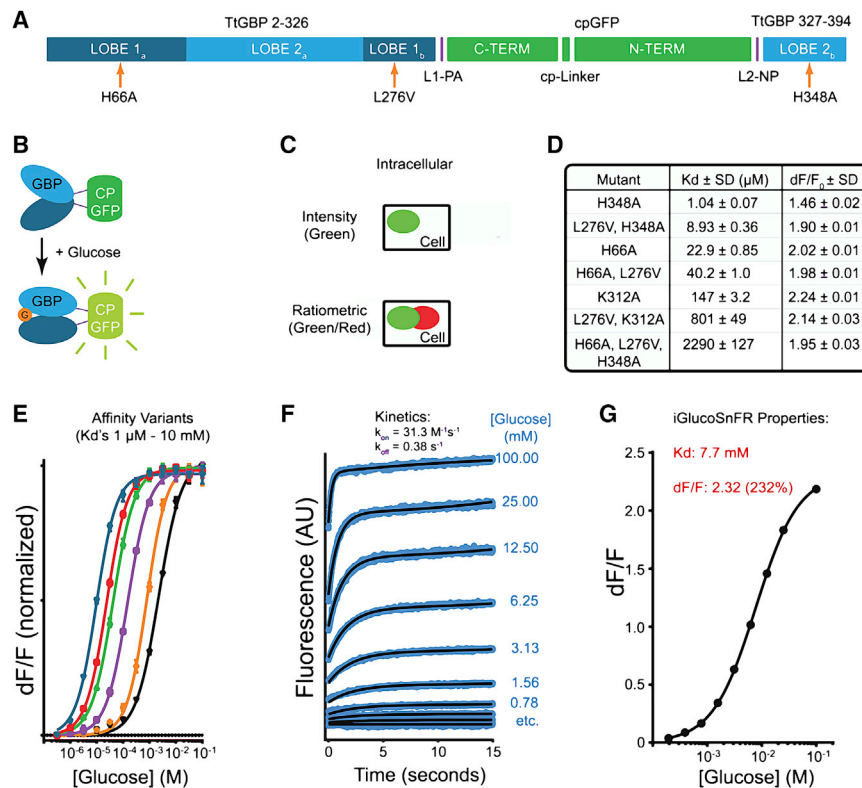 A
TtGBP 2-326
cpGFP
TtGBP 327-394
LOBE 1a
LOBE 2a
LOBE 1b
C-TERM
N-TERM
LOBE 2b
L1-PA
cp-Linker
L2-NP
H66A
L276V
H348A
B
GBP
CP
GFP
+ Glucose
GBP
G
CP
GFP
C
Intracellular
Intensity
(Green)
Cell
Ratiometric
(Green/Red)
Cell
D
Mutant Kd ± SD (µM) dF/F0 ± SD
H348A 1.04 ± 0.07 1.46 ± 0.02
L276V, H348A 8.93 ± 0.36 1.90 ± 0.01
H66A 22.9 ± 0.85 2.02 ± 0.01
H66A, L276V 40.2 ± 1.0 1.98 ± 0.01
K312A 147 ± 3.2 2.24 ± 0.01
L276V, K312A 801 ± 49 2.14 ± 0.03
H66A, L276V,
H348A 2290 ± 127 1.95 ± 0.03
E
Affinity Variants
(Kd's 1 µM - 10 mM)
dF/F (normalized)
10-6 10-5 10-4 10-3 10-2 10-1
[Glucose] (M)
F
Kinetics:
kon = 31.3 M-1s-1
koff = 0.38 s-1
[Glucose]
(mM)
100.00
25.00
12.50
6.25
3.13
1.56
0.78
etc.
Fluorescence (AU)
0 5 10 15
Time (seconds)
G
iGlucoSnFR Properties:
Kd: 7.7 mM
dF/F: 2.32 (232%)
dF/F
2.5
2.0
1.5
1.0
0.5
0
10-3 10-2 10-1
[Glucose] (M)